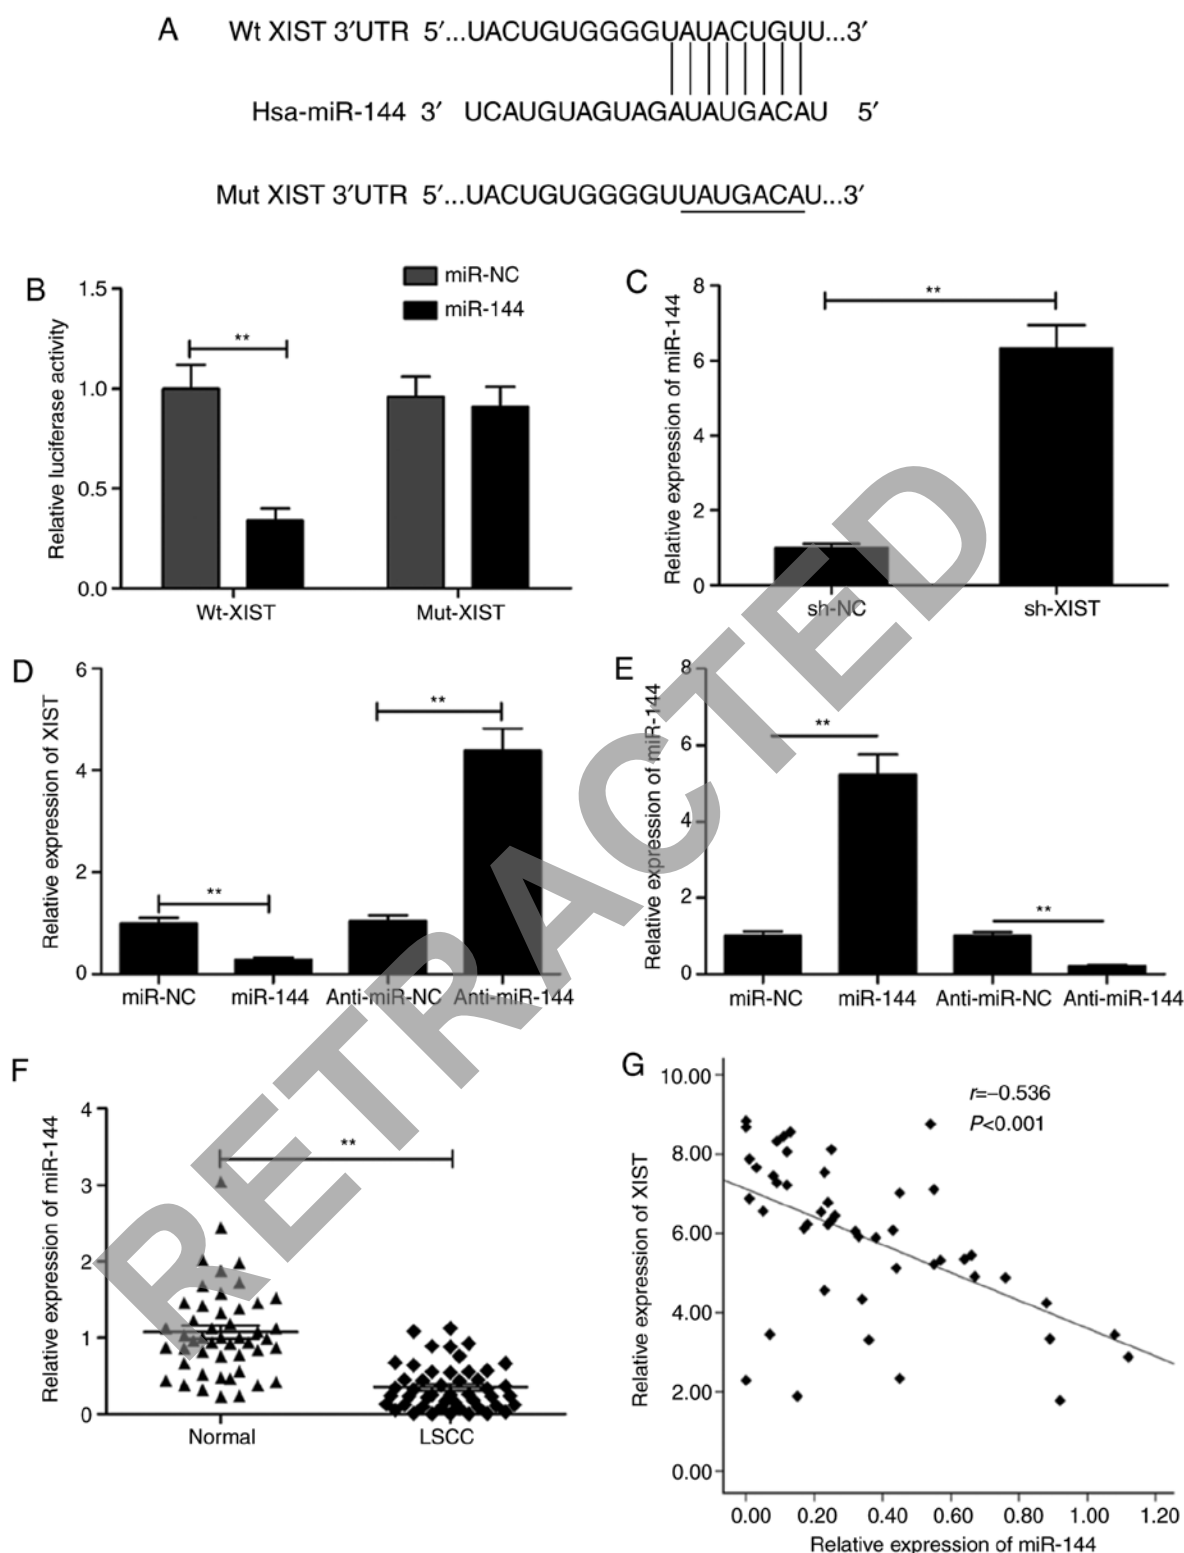 A
Wt XIST 3′UTR 5′...UACUGUGGGGUAUACUGUU...3′
Hsa-miR-144 3′ UCAUGUAGUAGAUAUGACAU 5′
Mut XIST 3′UTR 5′...UACUGUGGGGUUAUGACAU...3′
B
miR-NC
miR-144
Relative luciferase activity
1.5
1.0
0.5
0.0
**
Wt-XIST
Mut-XIST
C
Relative expression of miR-144
8
6
4
2
0
**
sh-NC
sh-XIST
D
Relative expression of XIST
6
4
2
0
**
**
miR-NC
miR-144
Anti-miR-NC
Anti-miR-144
E
Relative expression of miR-144
8
6
4
2
0
**
**
miR-NC
miR-144
Anti-miR-NC
Anti-miR-144
F
Relative expression of miR-144
4
3
2
1
0
**
Normal
LSCC
G
Relative expression of XIST
10.00
8.00
6.00
4.00
2.00
0.00
r=−0.536
P<0.001
0.00
0.20
0.40
0.60
0.80
1.00
1.20
Relative expression of miR-144
RETRACTED